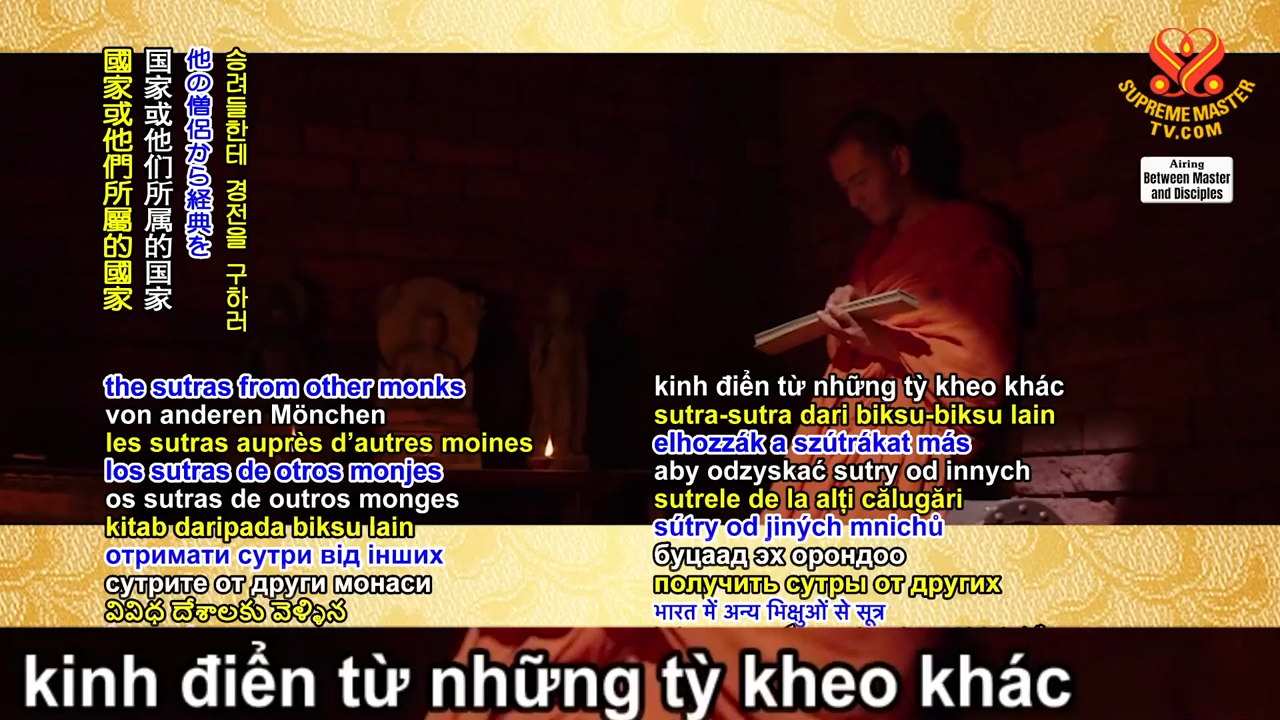 國家或他們所屬的國家
国家或他们所属的国家
他の僧侶から経典を
승려들한테 경전을 구하러
SUPREME MASTER
TV.COM
Airing
Between Master
and Disciples
the sutras from other monks
von anderen Mönchen
les sutras auprès d’autres moines
los sutras de otros monjes
os sutras de outros monges
kitab daripada biksu lain
отримати сутри від інших
сутрите от други монаси
వివిధ దేశాలకు వెళ్ళిన
kinh điển từ những tỳ kheo khác
sutra-sutra dari biksu-biksu lain
elhozzák a szútrákat más
aby odzyskać sutry od innych
sutrele de la alți călugări
sútry od jiných mnichů
буцаад эх орондоо
получить сутры от других
भारत में अन्य भिक्षुओं से सूत्र
kinh điển từ những tỳ kheo khác